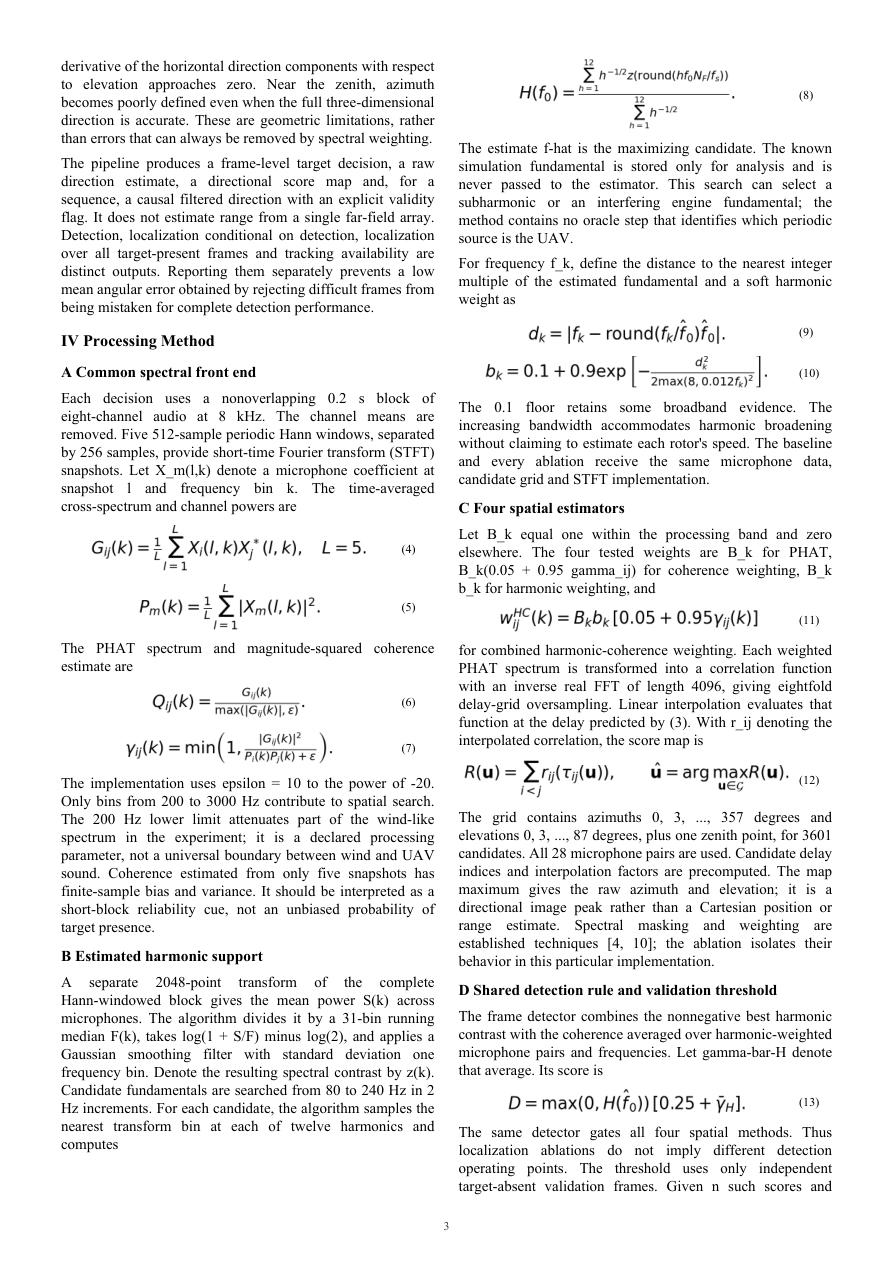 derivative of the horizontal direction components with respect
to elevation approaches zero. Near the zenith, azimuth
becomes poorly defined even when the full three-dimensional
direction is accurate. These are geometric limitations, rather
than errors that can always be removed by spectral weighting.
The pipeline produces a frame-level target decision, a raw
direction estimate, a directional score map and, for a
sequence, a causal filtered direction with an explicit validity
flag. It does not estimate range from a single far-field array.
Detection, localization conditional on detection, localization
over all target-present frames and tracking availability are
distinct outputs. Reporting them separately prevents a low
mean angular error obtained by rejecting difficult frames from
being mistaken for complete detection performance.
IV Processing Method
A Common spectral front end
Each decision uses a nonoverlapping 0.2 s block of
eight-channel audio at 8 kHz. The channel means are
removed. Five 512-sample periodic Hann windows, separated
by 256 samples, provide short-time Fourier transform (STFT)
snapshots. Let X_m(l,k) denote a microphone coefficient at
snapshot l and frequency bin k. The time-averaged
cross-spectrum and channel powers are
G_{ij}(k) = \frac{1}{L} \sum_{l=1}^{L} X_i(l, k)X_j^*(l, k), L = 5. (4)
P_m(k) = \frac{1}{L} \sum_{l=1}^{L} |X_m(l, k)|^2. (5)
The PHAT spectrum and magnitude-squared coherence
estimate are
Q_{ij}(k) = \frac{G_{ij}(k)}{max(|G_{ij}(k)|, ε)}. (6)
γ_{ij}(k) = min(1, \frac{|G_{ij}(k)|^2}{P_i(k)P_j(k) + ε}). (7)
The implementation uses epsilon = 10 to the power of -20.
Only bins from 200 to 3000 Hz contribute to spatial search.
The 200 Hz lower limit attenuates part of the wind-like
spectrum in the experiment; it is a declared processing
parameter, not a universal boundary between wind and UAV
sound. Coherence estimated from only five snapshots has
finite-sample bias and variance. It should be interpreted as a
short-block reliability cue, not an unbiased probability of
target presence.
B Estimated harmonic support
A separate 2048-point transform of the complete
Hann-windowed block gives the mean power S(k) across
microphones. The algorithm divides it by a 31-bin running
median F(k), takes log(1 + S/F) minus log(2), and applies a
Gaussian smoothing filter with standard deviation one
frequency bin. Denote the resulting spectral contrast by z(k).
Candidate fundamentals are searched from 80 to 240 Hz in 2
Hz increments. For each candidate, the algorithm samples the
nearest transform bin at each of twelve harmonics and
computes
H(f_0) = \frac{\sum_{h=1}^{12} h^{-1/2}z(round(hf_0N_F/f_s))}{\sum_{h=1}^{12} h^{-1/2}}. (8)
The estimate f-hat is the maximizing candidate. The known
simulation fundamental is stored only for analysis and is
never passed to the estimator. This search can select a
subharmonic or an interfering engine fundamental; the
method contains no oracle step that identifies which periodic
source is the UAV.
For frequency f_k, define the distance to the nearest integer
multiple of the estimated fundamental and a soft harmonic
weight as
d_k = |f_k − round(f_k/\hat{f}_0)\hat{f}_0|. (9)
b_k = 0.1 + 0.9exp[−\frac{d_k^2}{2max(8, 0.012f_k)^2}]. (10)
The 0.1 floor retains some broadband evidence. The
increasing bandwidth accommodates harmonic broadening
without claiming to estimate each rotor's speed. The baseline
and every ablation receive the same microphone data,
candidate grid and STFT implementation.
C Four spatial estimators
Let B_k equal one within the processing band and zero
elsewhere. The four tested weights are B_k for PHAT,
B_k(0.05 + 0.95 gamma_ij) for coherence weighting, B_k
b_k for harmonic weighting, and
w_{ij}^{HC}(k) = B_kb_k [0.05 + 0.95γ_{ij}(k)] (11)
for combined harmonic-coherence weighting. Each weighted
PHAT spectrum is transformed into a correlation function
with an inverse real FFT of length 4096, giving eightfold
delay-grid oversampling. Linear interpolation evaluates that
function at the delay predicted by (3). With r_ij denoting the
interpolated correlation, the score map is
R(u) = \sum_{i<j} r_{ij}(τ_{ij}(u)), \hat{u} = arg max_{u∈G} R(u). (12)
The grid contains azimuths 0, 3, ..., 357 degrees and
elevations 0, 3, ..., 87 degrees, plus one zenith point, for 3601
candidates. All 28 microphone pairs are used. Candidate delay
indices and interpolation factors are precomputed. The map
maximum gives the raw azimuth and elevation; it is a
directional image peak rather than a Cartesian position or
range estimate. Spectral masking and weighting are
established techniques [4, 10]; the ablation isolates their
behavior in this particular implementation.
D Shared detection rule and validation threshold
The frame detector combines the nonnegative best harmonic
contrast with the coherence averaged over harmonic-weighted
microphone pairs and frequencies. Let gamma-bar-H denote
that average. Its score is
D = max(0, H(\hat{f}_0)) [0.25 + \bar{γ}_H]. (13)
The same detector gates all four spatial methods. Thus
localization ablations do not imply different detection
operating points. The threshold uses only independent
target-absent validation frames. Given n such scores and
3